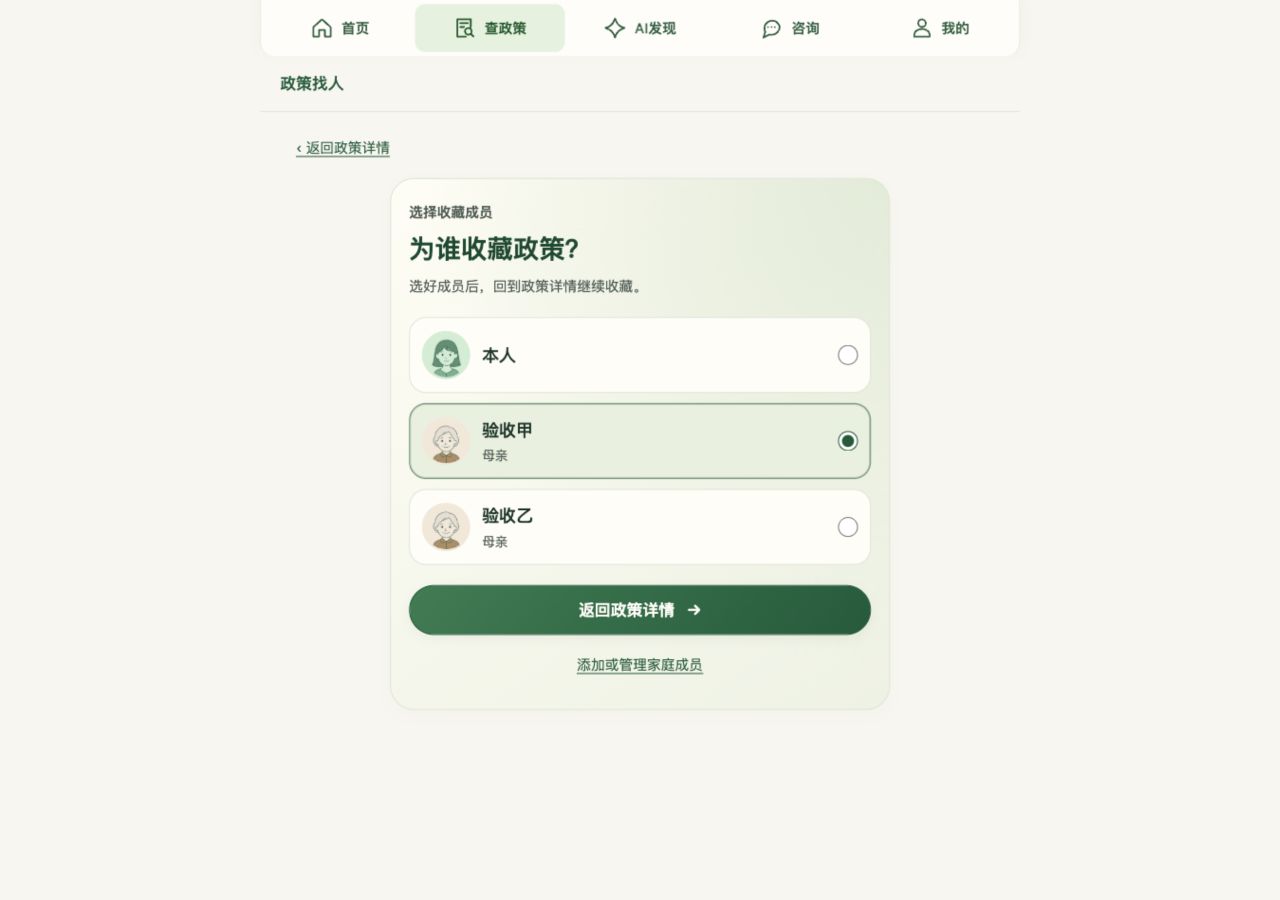 首页 查政策 AI发现 咨询 我的
政策找人
‹ 返回政策详情
选择收藏成员
为谁收藏政策?
选好成员后，回到政策详情继续收藏。
本人
验收甲
母亲
验收乙
母亲
返回政策详情 →
添加或管理家庭成员